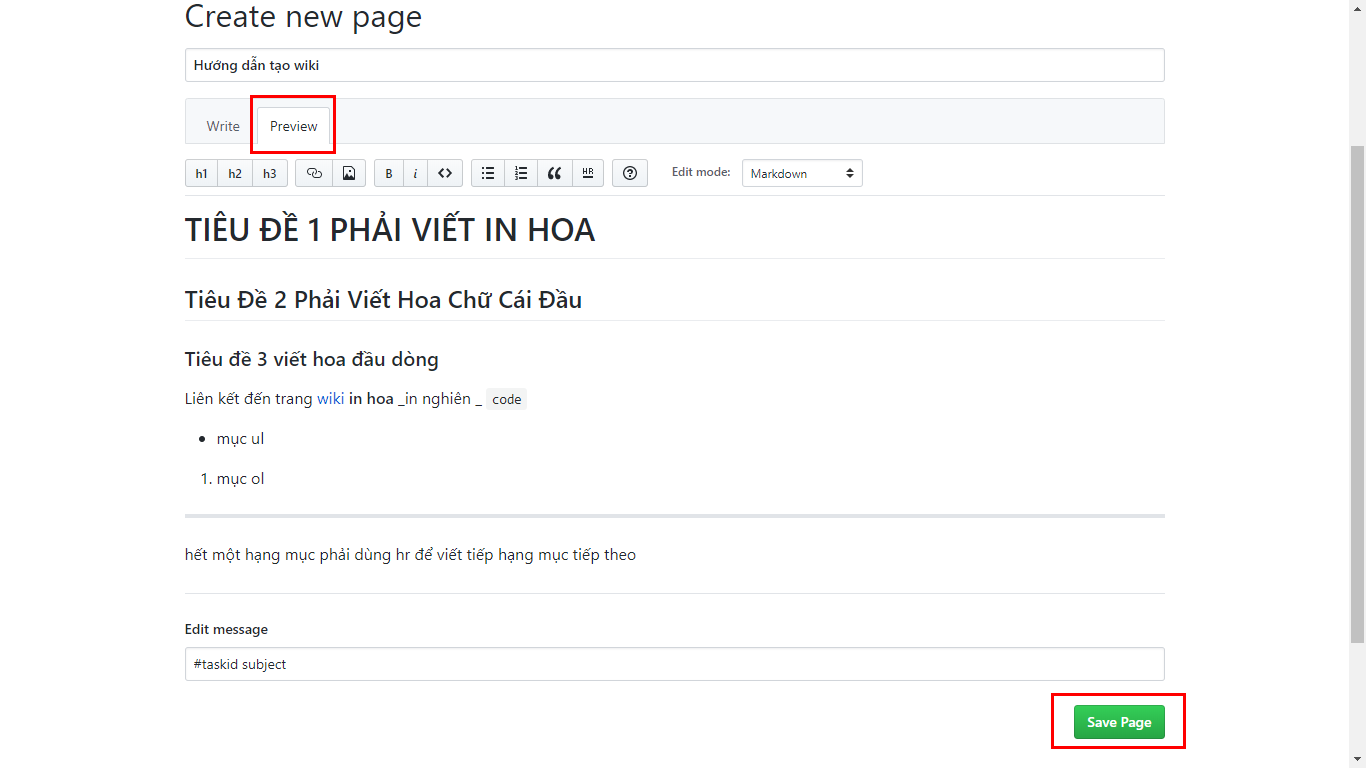 Create new page
Hướng dẫn tạo wiki
Write Preview
h1 h2 h3 B i <> HR Edit mode: Markdown
TIÊU ĐỀ 1 PHẢI VIẾT IN HOA
Tiêu Đề 2 Phải Viết Hoa Chữ Cái Đầu
Tiêu đề 3 viết hoa đầu dòng
Liên kết đến trang wiki in hoa _in nghiên _ code
• mục ul
1. mục ol
hết một hạng mục phải dùng hr để viết tiếp hạng mục tiếp theo
Edit message
#taskid subject
Save Page